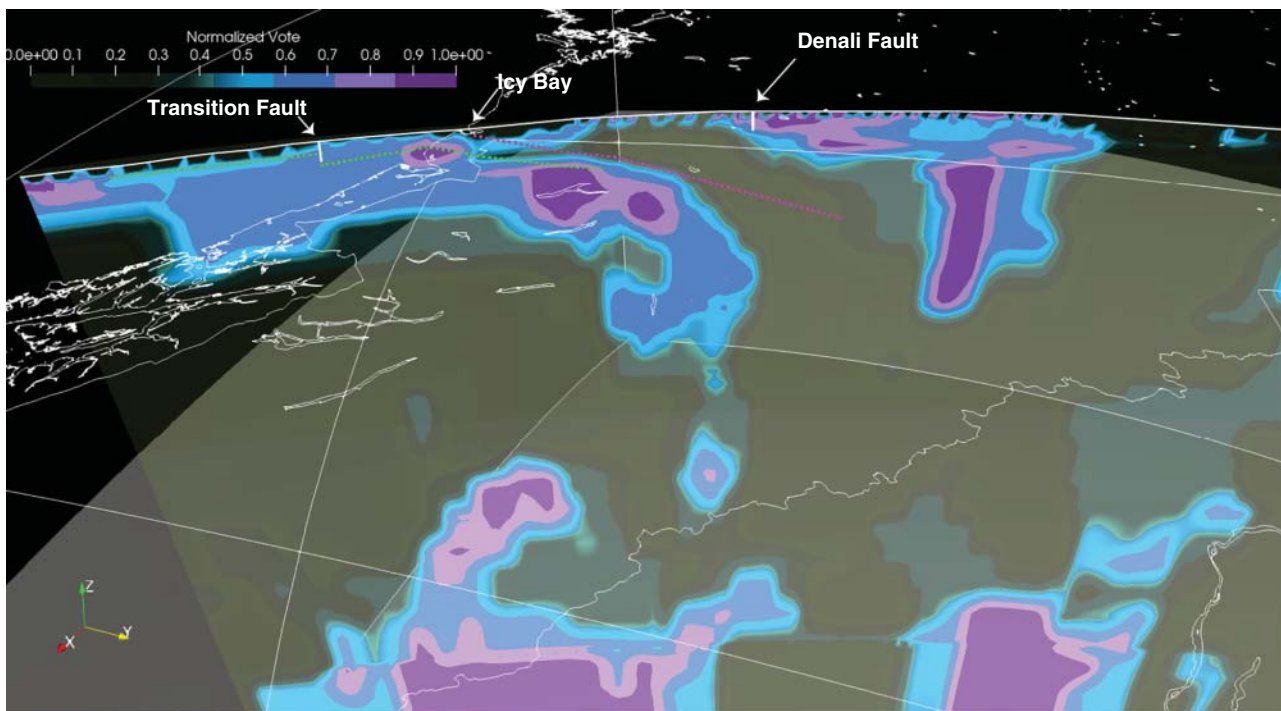 Normalized Vote
0.0e+00 0.1 0.2 0.3 0.4 0.5 0.6 0.7 0.8 0.9 1.0e+00
Denali Fault
Icy Bay
Transition Fault
Z
X
Y